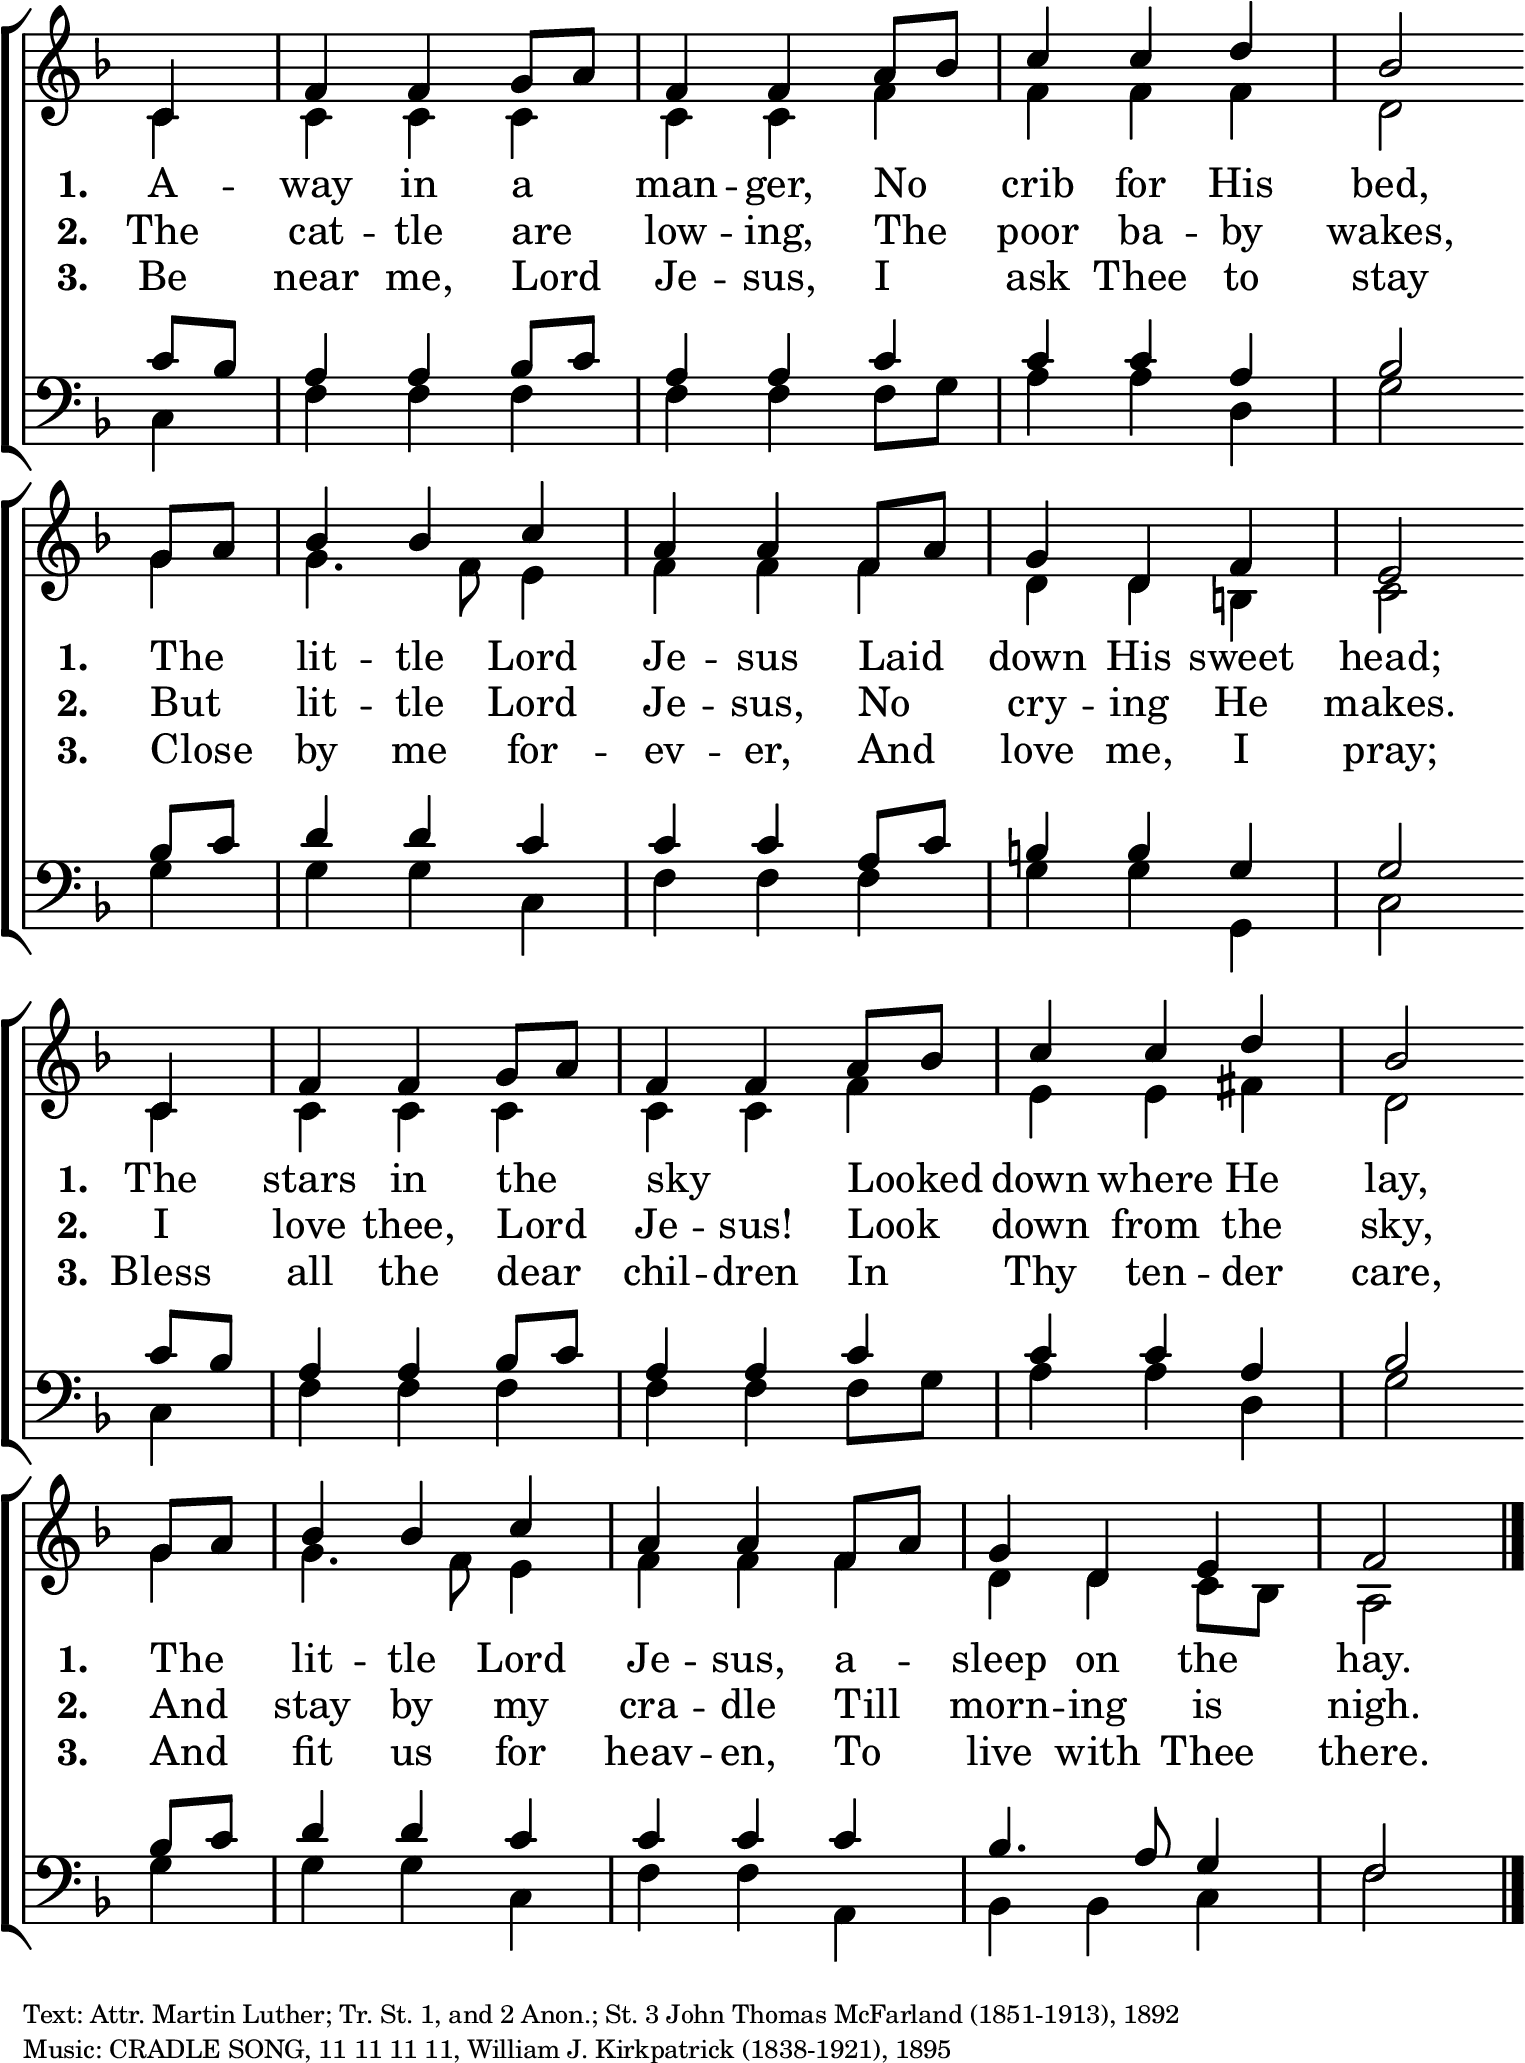 1. A -- way in a man -- ger, No crib for His bed,
2. The cat -- tle are low -- ing, The poor ba -- by wakes,
3. Be near me, Lord Je -- sus, I ask Thee to stay
1. The lit -- tle Lord Je -- sus Laid down His sweet head;
2. But lit -- tle Lord Je -- sus, No cry -- ing He makes.
3. Close by me for -- ev -- er, And love me, I pray;
1. The stars in the sky Looked down where He lay,
2. I love thee, Lord Je -- sus! Look down from the sky,
3. Bless all the dear chil -- dren In Thy ten -- der care,
1. The lit -- tle Lord Je -- sus, a -- sleep on the hay.
2. And stay by my cra -- dle Till morn -- ing is nigh.
3. And fit us for heav -- en, To live with Thee there.
Text: Attr. Martin Luther; Tr. St. 1, and 2 Anon.; St. 3 John Thomas McFarland (1851-1913), 1892
Music: CRADLE SONG, 11 11 11 11, William J. Kirkpatrick (1838-1921), 1895